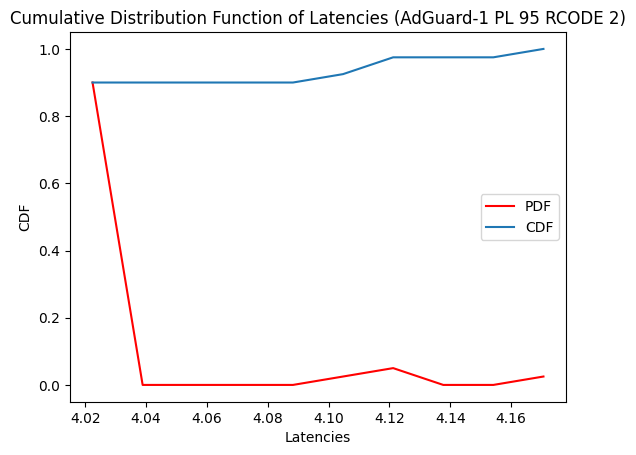 Cumulative Distribution Function of Latencies (AdGuard-1 PL 95 RCODE 2)
1.0
0.8
0.6
0.4
0.2
0.0
CDF
PDF
CDF
4.02 4.04 4.06 4.08 4.10 4.12 4.14 4.16
Latencies